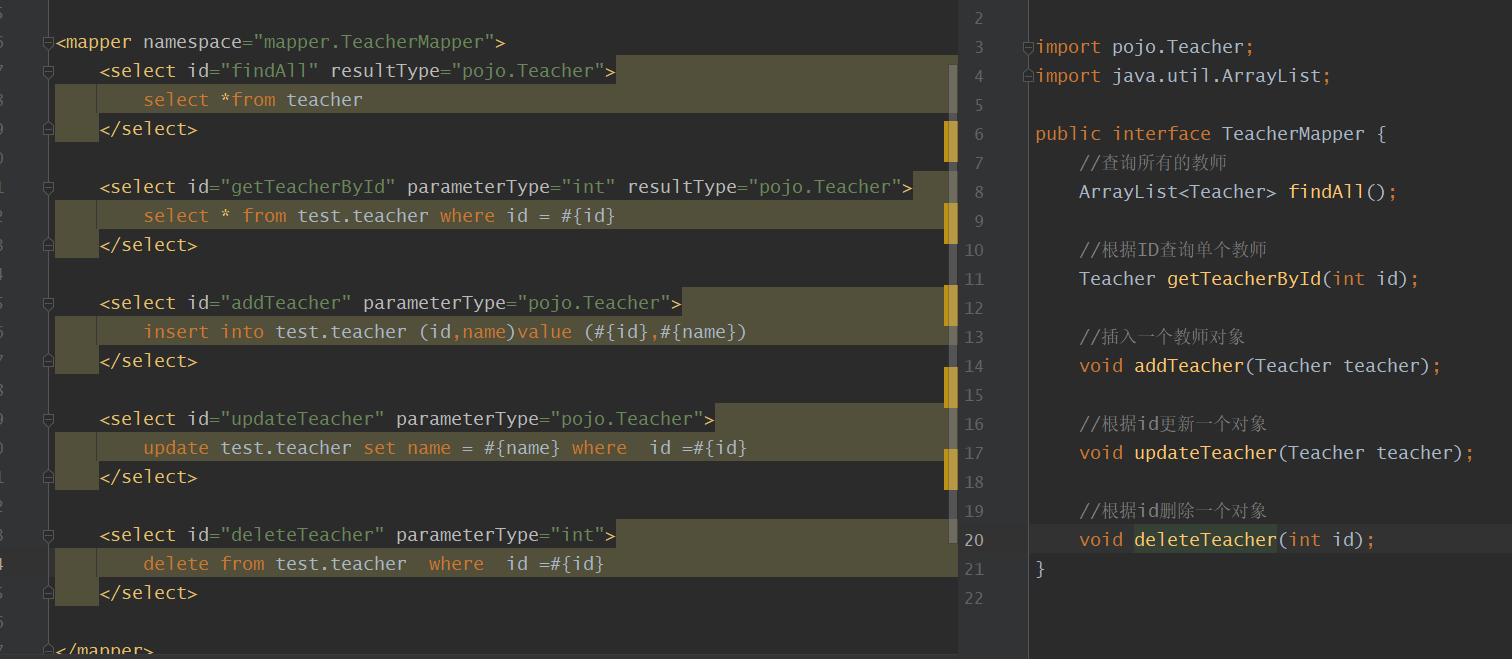 <mapper namespace="mapper.TeacherMapper">
<select id="findAll" resultType="pojo.Teacher">
select *from teacher
</select>
<select id="getTeacherById" parameterType="int" resultType="pojo.Teacher">
select * from test.teacher where id = #{id}
</select>
<select id="addTeacher" parameterType="pojo.Teacher">
insert into test.teacher (id,name)value (#{id},#{name})
</select>
<select id="updateTeacher" parameterType="pojo.Teacher">
update test.teacher set name = #{name} where  id =#{id}
</select>
<select id="deleteTeacher" parameterType="int">
delete from test.teacher  where  id =#{id}
</select>
</mapper>
2
3 import pojo.Teacher;
4 import java.util.ArrayList;
5
6 public interface TeacherMapper {
7 //查询所有的教师
8 ArrayList<Teacher> findAll();
9
10 //根据ID查询单个教师
11 Teacher getTeacherById(int id);
12
13 //插入一个教师对象
14 void addTeacher(Teacher teacher);
15
16 //根据id更新一个对象
17 void updateTeacher(Teacher teacher);
18
19 //根据id删除一个对象
20 void deleteTeacher(int id);
21 }
22